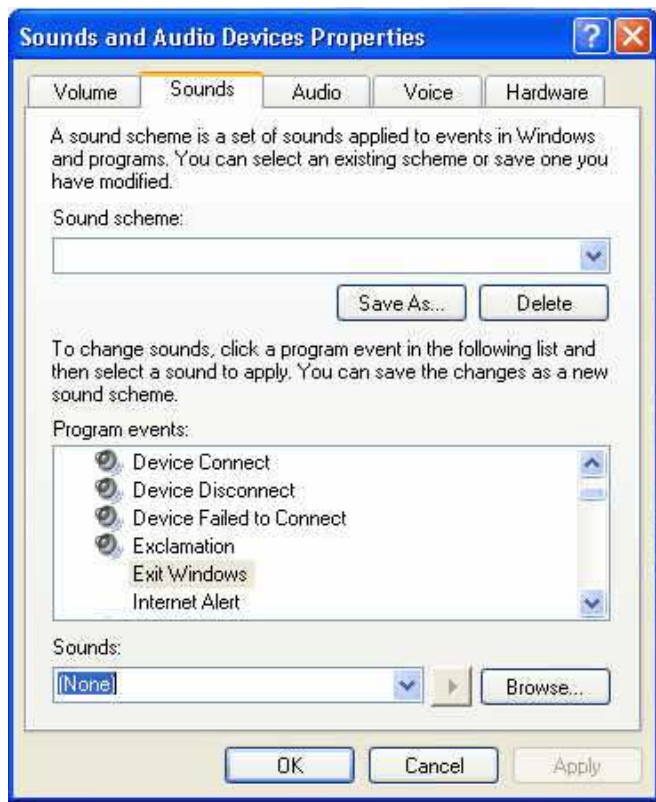 Sounds and Audio Devices Properties
Volume Sounds Audio Voice Hardware
A sound scheme is a set of sounds applied to events in Windows
and programs. You can select an existing scheme or save one you
have modified.
Sound scheme:
Save As... Delete
To change sounds, click a program event in the following list and
then select a sound to apply. You can save the changes as a new
sound scheme.
Program events:
Device Connect
Device Disconnect
Device Failed to Connect
Exclamation
Exit Windows
Internet Alert
Sounds:
(None) Browse...
OK Cancel Apply